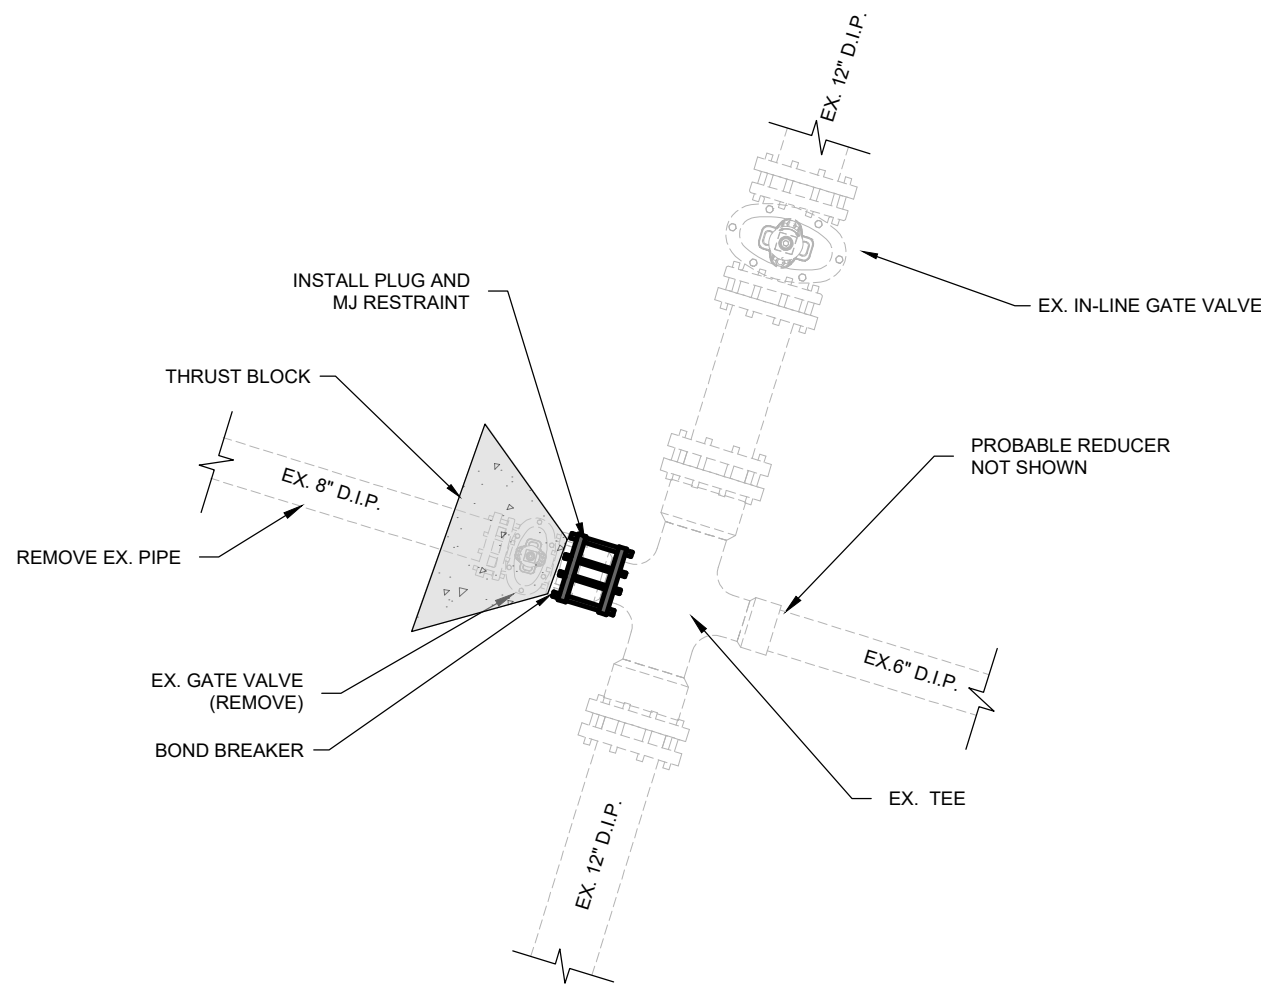 EX. 12" D.I.P.
INSTALL PLUG AND
MJ RESTRAINT
EX. IN-LINE GATE VALVE
THRUST BLOCK
PROBABLE REDUCER
NOT SHOWN
EX. 8" D.I.P.
REMOVE EX. PIPE
EX.6" D.I.P.
EX. GATE VALVE
(REMOVE)
BOND BREAKER
EX. TEE
EX. 12" D.I.P.